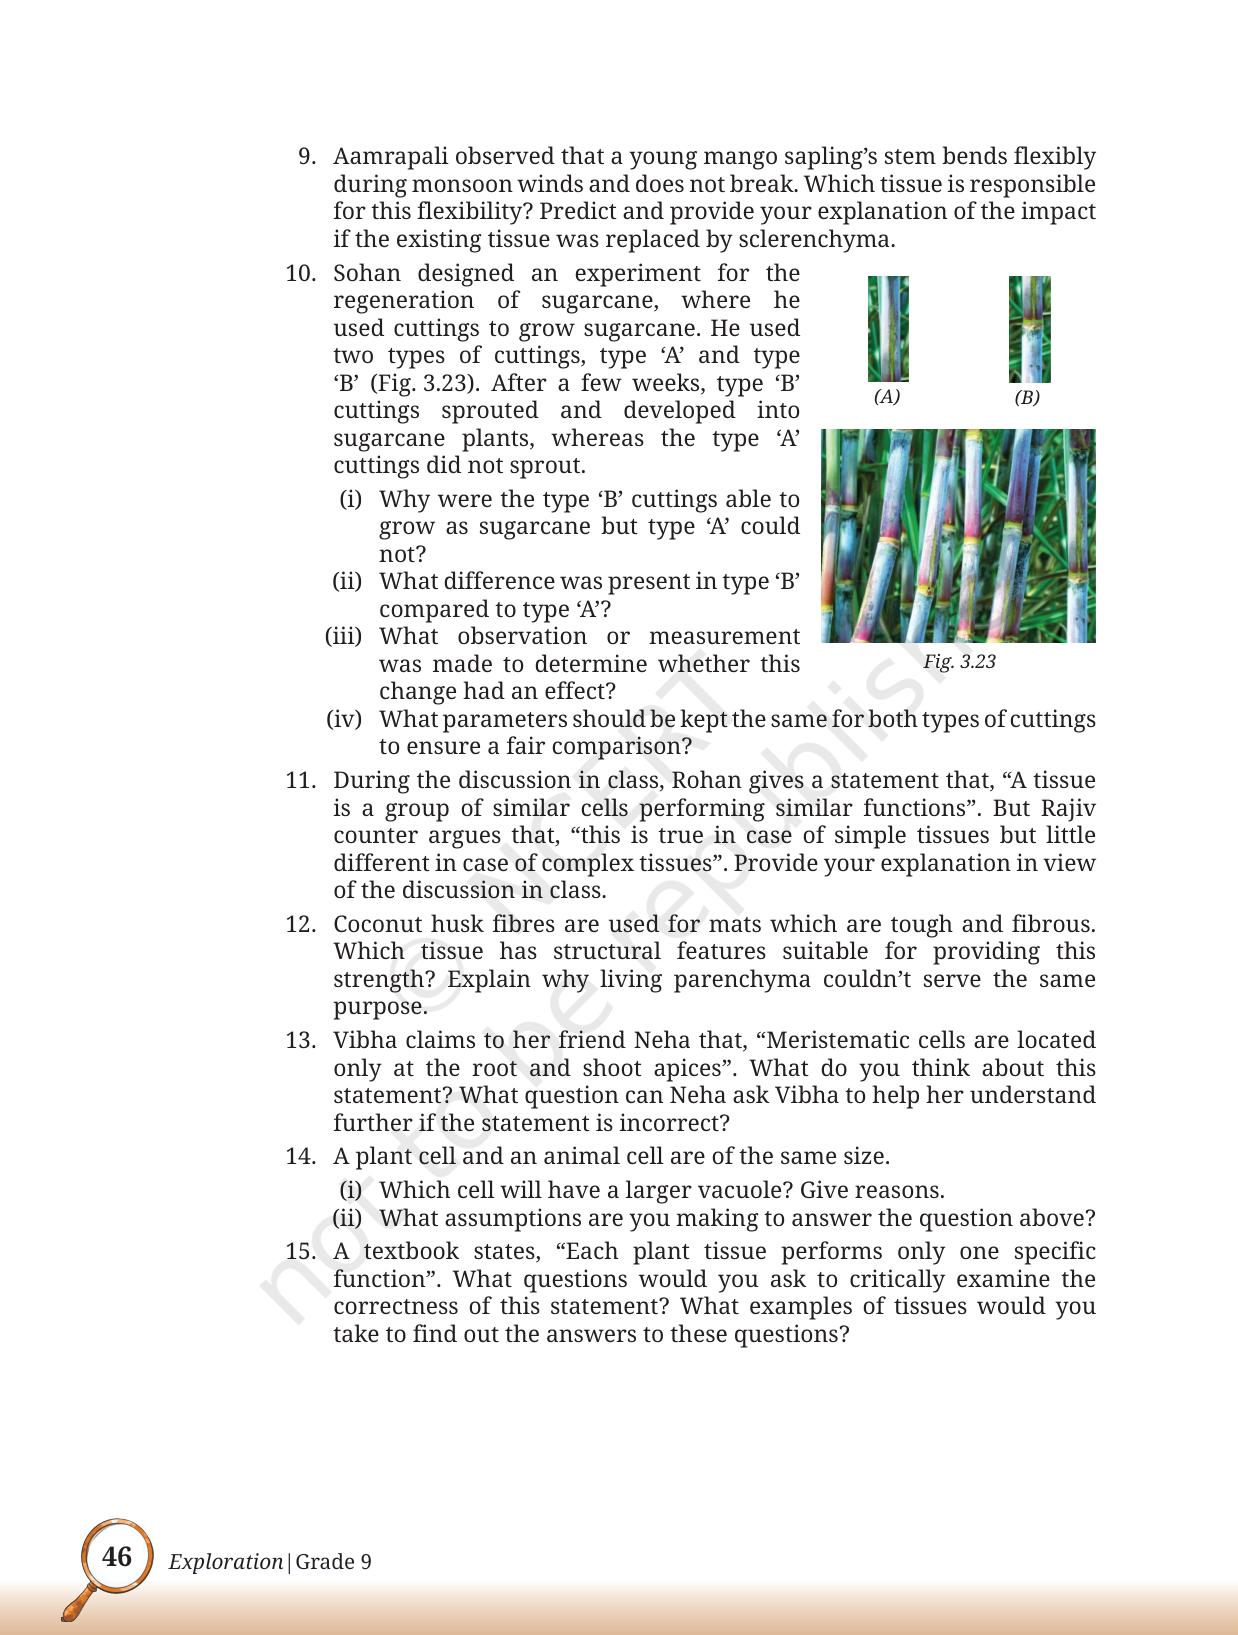 9. Aamrapali observed that a young mango sapling’s stem bends flexibly
during monsoon winds and does not break. Which tissue is responsible
for this flexibility? Predict and provide your explanation of the impact
if the existing tissue was replaced by sclerenchyma.
10. Sohan designed an experiment for the
regeneration of sugarcane, where he
used cuttings to grow sugarcane. He used
two types of cuttings, type ‘A’ and type
‘B’ (Fig. 3.23). After a few weeks, type ‘B’
cuttings sprouted and developed into
sugarcane plants, whereas the type ‘A’
cuttings did not sprout.
(i) Why were the type ‘B’ cuttings able to
grow as sugarcane but type ‘A’ could
not?
(ii) What difference was present in type ‘B’
compared to type ‘A’?
(iii) What observation or measurement
was made to determine whether this
change had an effect?
(A)
(B)
Fig. 3.23
(iv) What parameters should be kept the same for both types of cuttings
to ensure a fair comparison?
11. During the discussion in class, Rohan gives a statement that, “A tissue
is a group of similar cells performing similar functions”. But Rajiv
counter argues that, “this is true in case of simple tissues but little
different in case of complex tissues”. Provide your explanation in view
of the discussion in class.
12. Coconut husk fibres are used for mats which are tough and fibrous.
Which tissue has structural features suitable for providing this
strength? Explain why living parenchyma couldn’t serve the same
purpose.
13. Vibha claims to her friend Neha that, “Meristematic cells are located
only at the root and shoot apices”. What do you think about this
statement? What question can Neha ask Vibha to help her understand
further if the statement is incorrect?
14. A plant cell and an animal cell are of the same size.
(i) Which cell will have a larger vacuole? Give reasons.
(ii) What assumptions are you making to answer the question above?
15. A textbook states, “Each plant tissue performs only one specific
function”. What questions would you ask to critically examine the
correctness of this statement? What examples of tissues would you
take to find out the answers to these questions?
© NCERT
not to be republish
46
Exploration|Grade 9